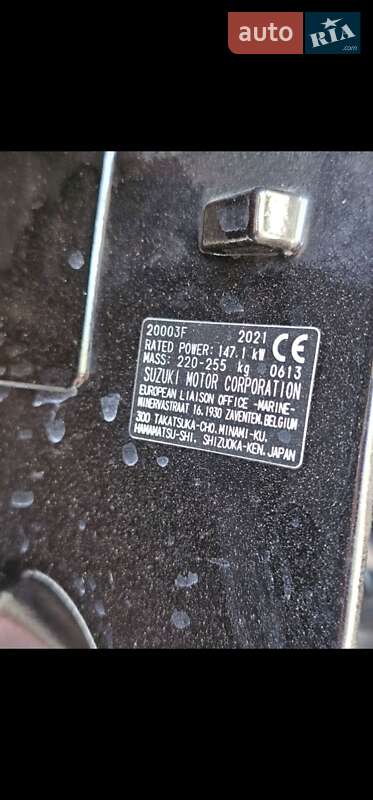 auto RIA
.com
20003F 2021
RATED POWER: 147.1 kW CE
MASS: 220-255 kg 0613
SUZUKI MOTOR CORPORATION
EUROPEAN LIAISON OFFICE -MARINE-
MINERVASTRAAT 16.1930 ZAVENTEM.BELGIUM
300 TAKATSUKA-CHO.MINAMI-KU.
HAMAMATSU-SHI. SHIZUOKA-KEN.JAPAN